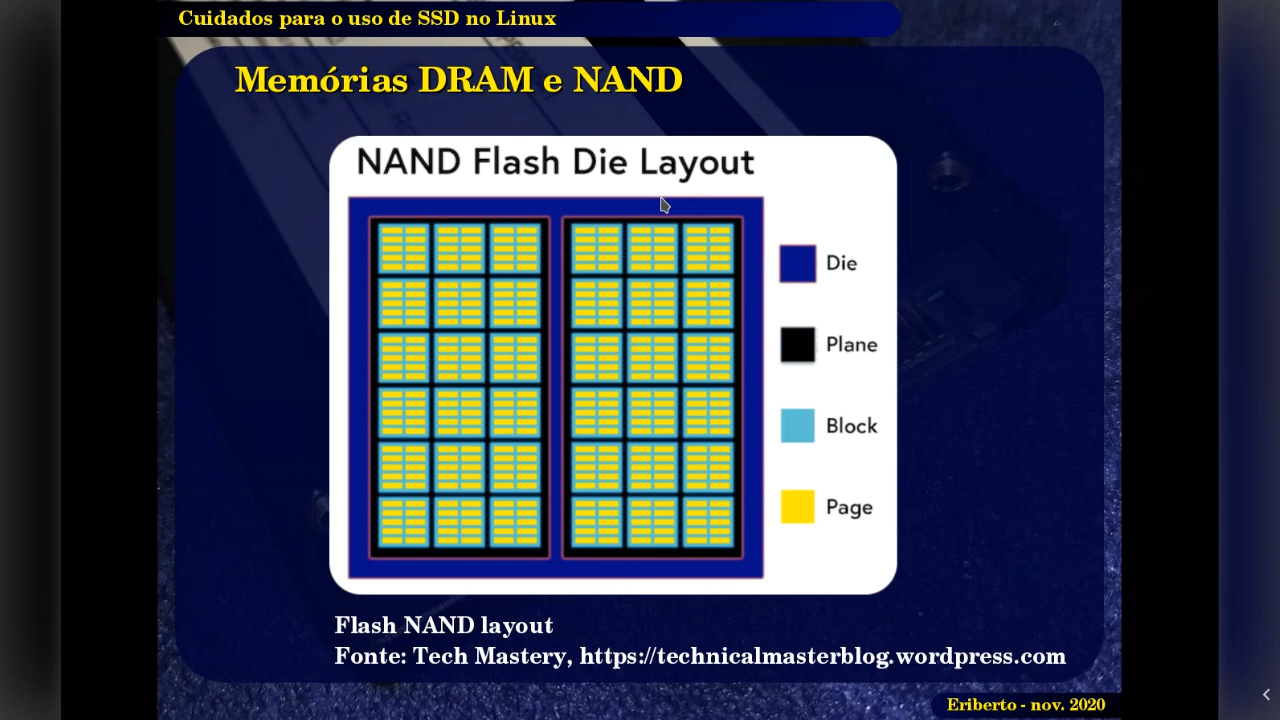 Cuidados para o uso de SSD no Linux
Memórias DRAM e NAND
NAND Flash Die Layout
Die
Plane
Block
Page
Flash NAND layout
Fonte: Tech Mastery, https://technicalmasterblog.wordpress.com
Eriberto - nov. 2020